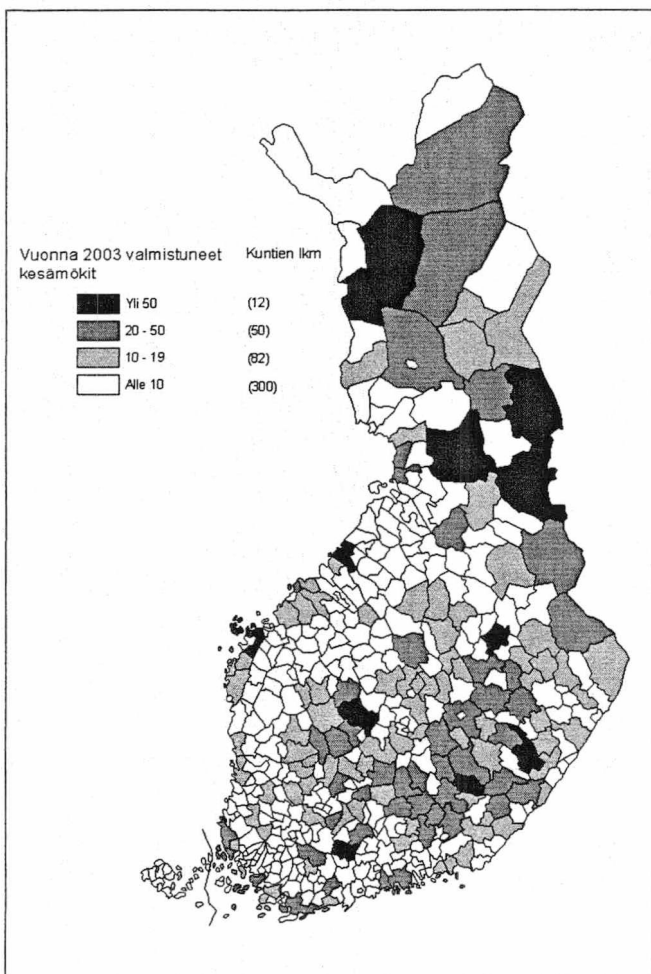 Vuonna 2003 valmistuneet Kuntien lkm
kesämökit
Yli 50 (12)
20 - 50 (50)
10 - 19 (82)
Alle 10 (300)